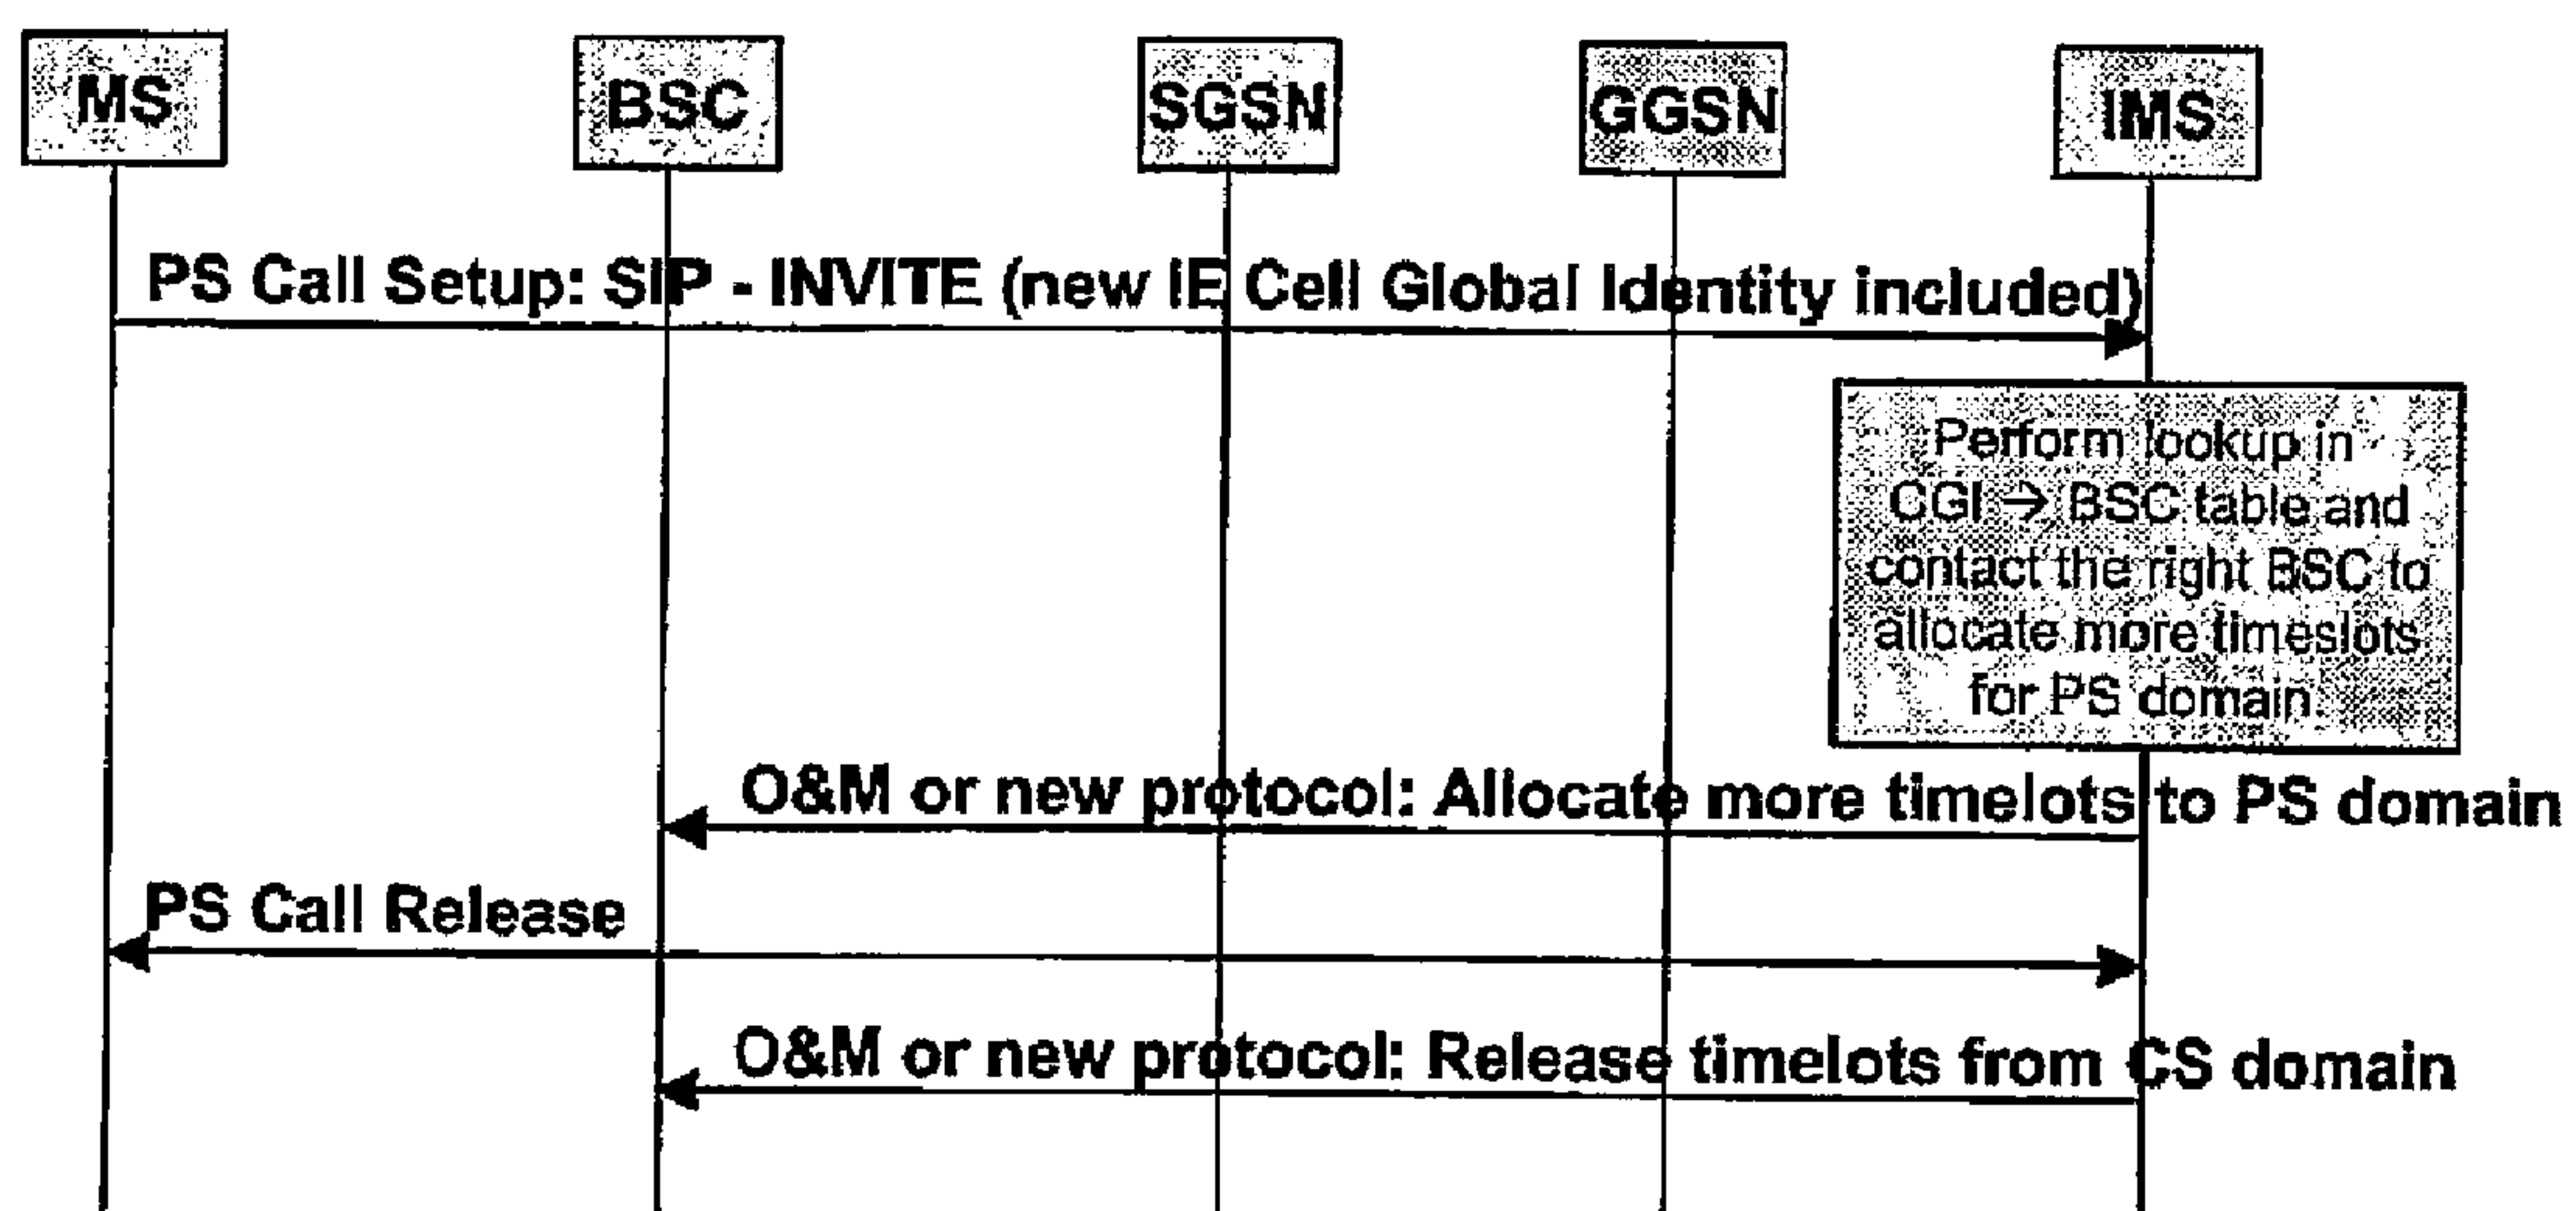 MS
BSC
SGSN
GGSN
IMS
PS Call Setup: SIP - INVITE (new IE Cell Global Identity included)
Perform lookup in
CGI → BSC table and
contact the right BSC to
allocate more timeslots
for PS domain.
O&M or new protocol: Allocate more timelots to PS domain
PS Call Release
O&M or new protocol: Release timelots from CS domain